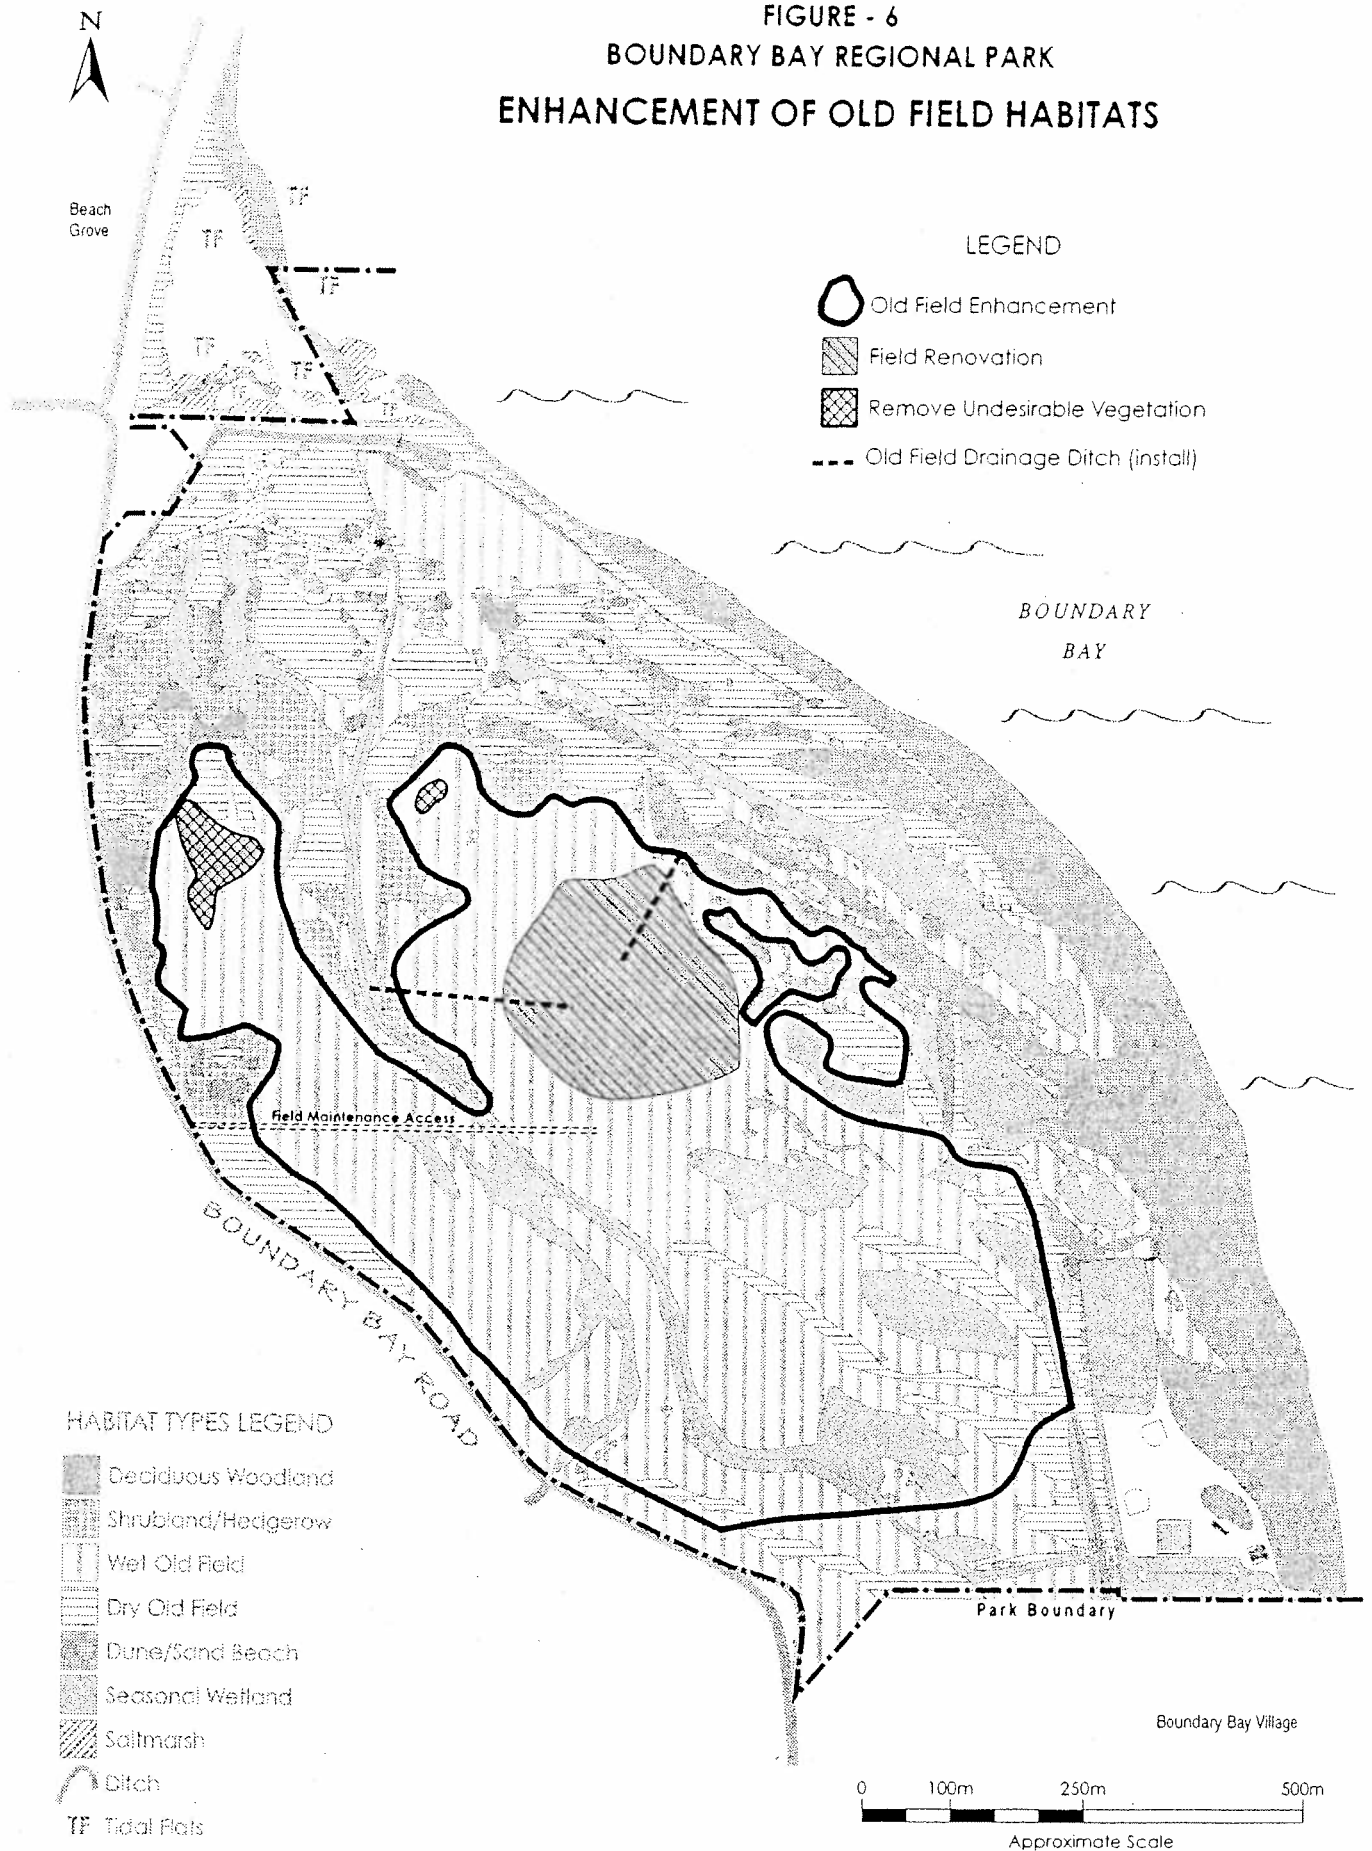 FIGURE - 6
BOUNDARY BAY REGIONAL PARK
ENHANCEMENT OF OLD FIELD HABITATS
N
Beach
Grove
TF
TF
TF
TF
TF
TF
TF
LEGEND
Old Field Enhancement
Field Renovation
Remove Undesirable Vegetation
Old Field Drainage Ditch (install)
BOUNDARY
BAY
Field Maintenance Access
BOUNDARY BAY ROAD
HABITAT TYPES LEGEND
Deciduous Woodland
Shrubland/Hedgerow
Wet Old Field
Dry Old Field
Dune/Sand Beach
Seasonal Wetland
Saltmarsh
Ditch
TF Tidal Flats
Park Boundary
Boundary Bay Village
0 100m 250m 500m
Approximate Scale